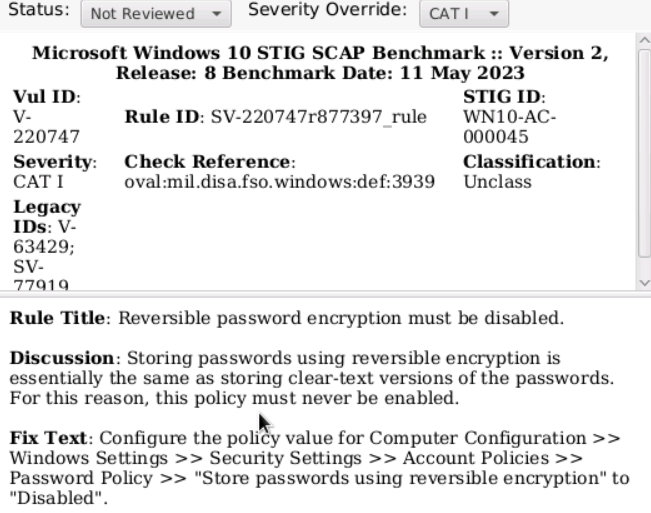 Status: Not Reviewed Severity Override: CAT I
Microsoft Windows 10 STIG SCAP Benchmark :: Version 2,
Release: 8 Benchmark Date: 11 May 2023
Vul ID:
V-
220747
Rule ID: SV-220747r877397_rule
STIG ID:
WN10-AC-
000045
Severity:
CAT I
Check Reference:
oval:mil.disa.fso.windows:def:3939
Classification:
Unclass
Legacy
IDs: V-
63429;
SV-
77919
Rule Title: Reversible password encryption must be disabled.
Discussion: Storing passwords using reversible encryption is
essentially the same as storing clear-text versions of the passwords.
For this reason, this policy must never be enabled.
Fix Text: Configure the policy value for Computer Configuration >>
Windows Settings >> Security Settings >> Account Policies >>
Password Policy >> "Store passwords using reversible encryption" to
"Disabled".